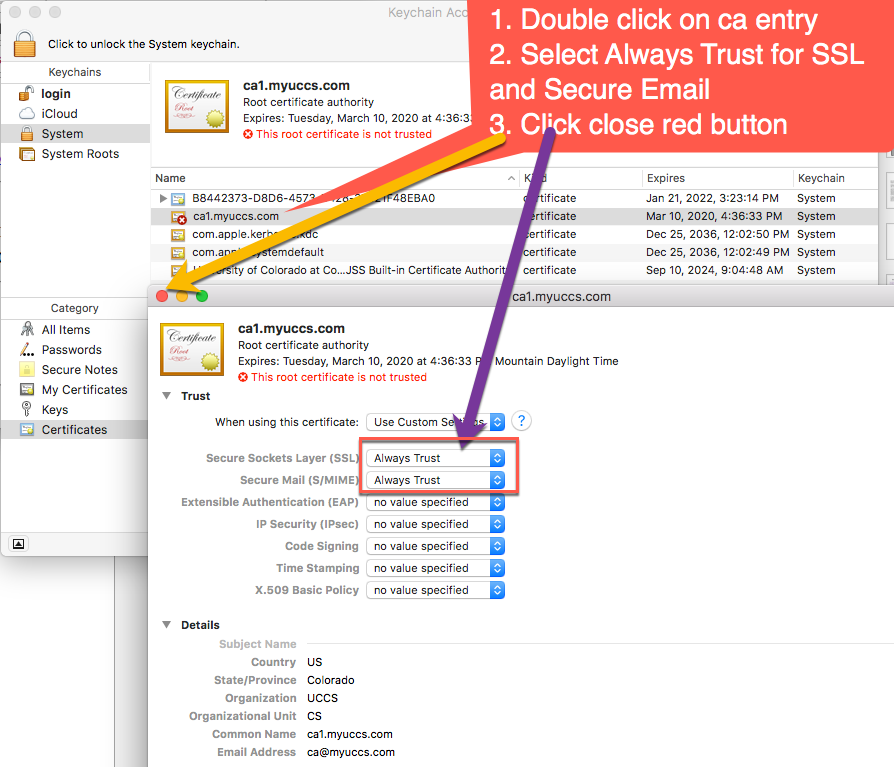 Keychain Acc
1. Double click on ca entry
2. Select Always Trust for SSL
and Secure Email
3. Click close red button
Click to unlock the System keychain.
Keychains
login
iCloud
System
System Roots
Certificate
Root
ca1.myuccs.com
Root certificate authority
Expires: Tuesday, March 10, 2020 at 4:36:33
This root certificate is not trusted
Name Kind Expires Keychain
B8442373-D8D6-4573 48EBA0 certificate Jan 21, 2022, 3:23:14 PM System
ca1.myuccs.com certificate Mar 10, 2020, 4:36:33 PM System
com.apple.kerberos.kdc certificate Dec 25, 2036, 12:02:50 PM System
com.apple.systemdefault certificate Dec 25, 2036, 12:02:49 PM System
University of Colorado at Co...JSS Built-in Certificate Authority certificate Sep 10, 2024, 9:04:48 AM System
Category
All Items
Passwords
Secure Notes
My Certificates
Keys
Certificates
ca1.myuccs.com
Certificate
Root
ca1.myuccs.com
Root certificate authority
Expires: Tuesday, March 10, 2020 at 4:36:33 PM Mountain Daylight Time
This root certificate is not trusted
Trust
When using this certificate: Use Custom Settings ?
Secure Sockets Layer (SSL) Always Trust
Secure Mail (S/MIME) Always Trust
Extensible Authentication (EAP) no value specified
IP Security (IPsec) no value specified
Code Signing no value specified
Time Stamping no value specified
X.509 Basic Policy no value specified
Details
Subject Name
Country US
State/Province Colorado
Organization UCCS
Organizational Unit CS
Common Name ca1.myuccs.com
Email Address ca@myuccs.com